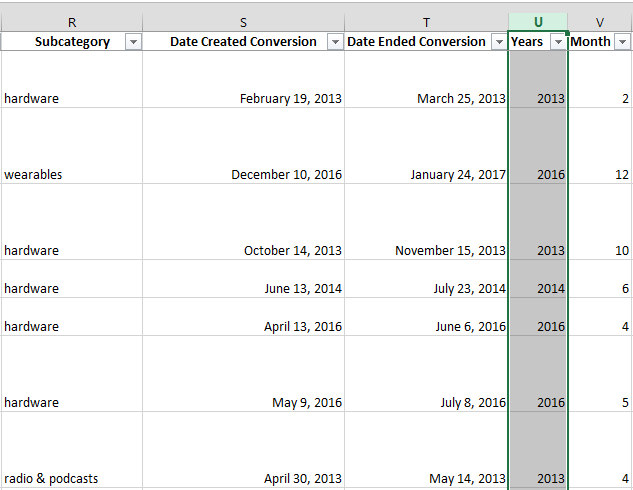 R S T U V
Subcategory Date Created Conversion Date Ended Conversion Years Month
hardware February 19, 2013 March 25, 2013 2013 2
wearables December 10, 2016 January 24, 2017 2016 12
hardware October 14, 2013 November 15, 2013 2013 10
hardware June 13, 2014 July 23, 2014 2014 6
hardware April 13, 2016 June 6, 2016 2016 4
hardware May 9, 2016 July 8, 2016 2016 5
radio & podcasts April 30, 2013 May 14, 2013 2013 4